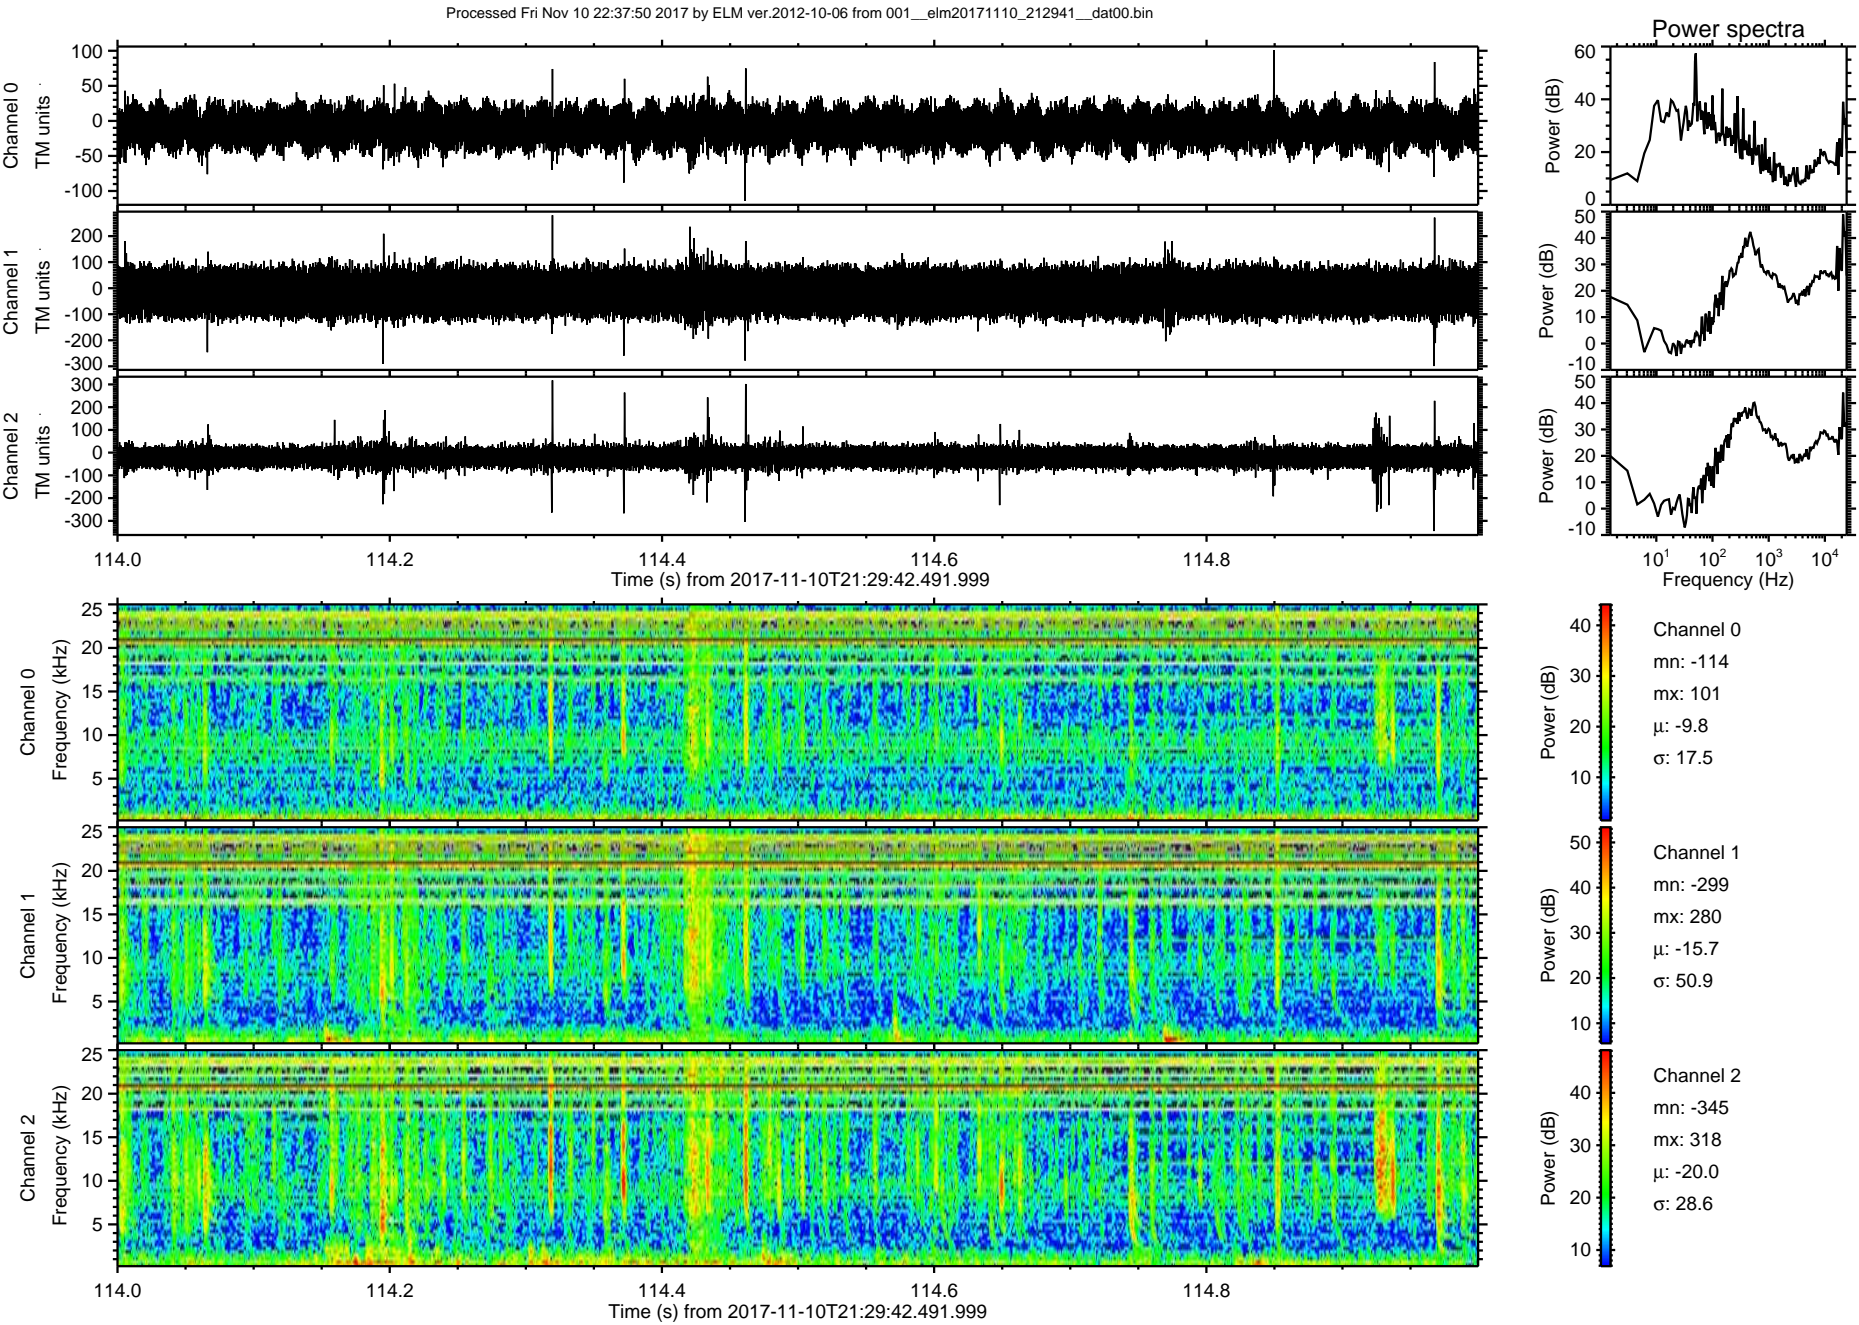 Processed Fri Nov 10 22:37:50 2017 by ELM ver.2012-10-06 from 001__elm20171110_212941__dat00.bin
Power spectra
Channel 0
TM units
100
50
0
-50
-100
Power (dB)
60
40
20
0
Channel 1
TM units
200
100
0
-100
-200
-300
Power (dB)
50
40
30
20
10
0
-10
Channel 2
TM units
300
200
100
0
-100
-200
-300
Power (dB)
50
40
30
20
10
0
-10
114.0 114.2 114.4 114.6 114.8
Time (s) from 2017-11-10T21:29:42.491.999
10^1 10^2 10^3 10^4
Frequency (Hz)
Channel 0
Frequency (kHz)
25
20
15
10
5
Power (dB)
40
30
20
10
Channel 0
mn: -114
mx: 101
μ: -9.8
σ: 17.5
Channel 1
Frequency (kHz)
25
20
15
10
5
Power (dB)
50
40
30
20
10
Channel 1
mn: -299
mx: 280
μ: -15.7
σ: 50.9
Channel 2
Frequency (kHz)
25
20
15
10
5
Power (dB)
40
30
20
10
Channel 2
mn: -345
mx: 318
μ: -20.0
σ: 28.6
114.0 114.2 114.4 114.6 114.8
Time (s) from 2017-11-10T21:29:42.491.999